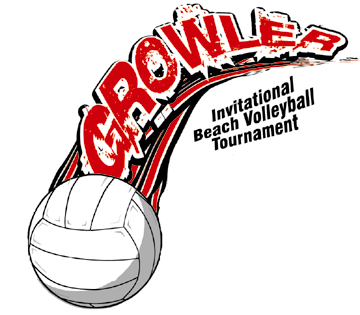 GROWLER
Invitational
Beach Volleyball
Tournament